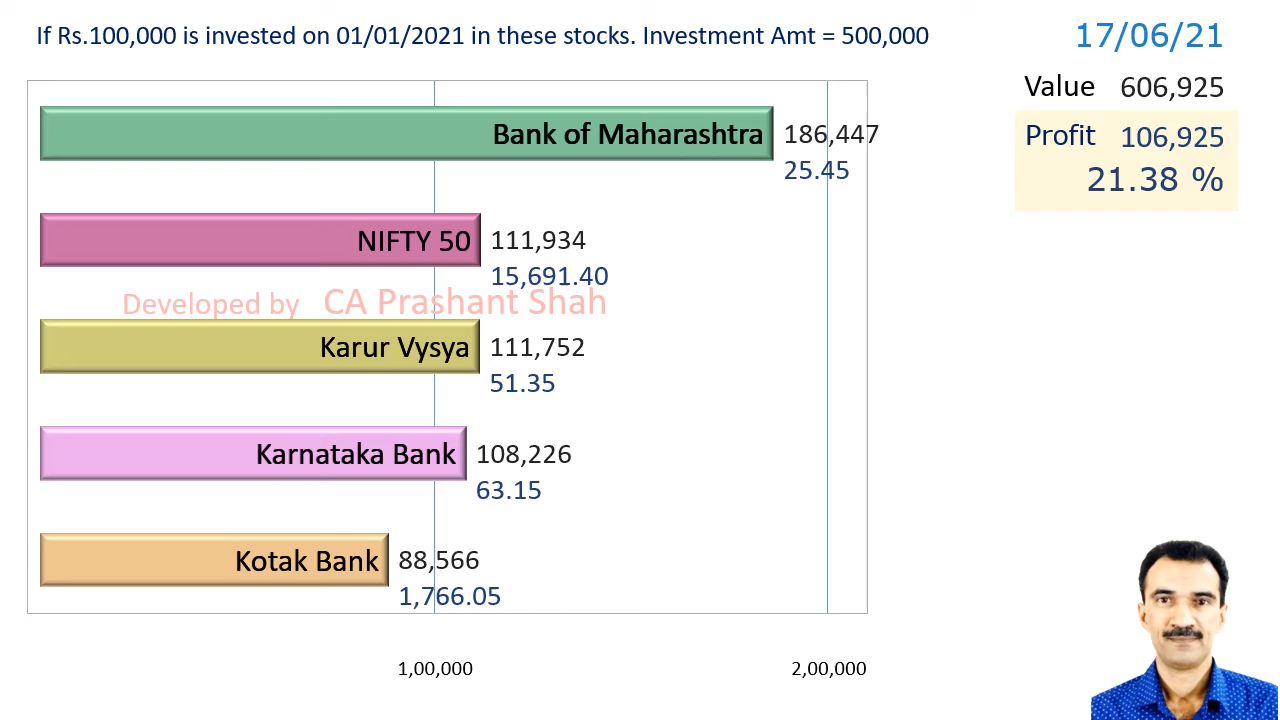 If Rs.100,000 is invested on 01/01/2021 in these stocks. Investment Amt = 500,000
17/06/21
Value 606,925
Profit 106,925
21.38 %
Bank of Maharashtra 186,447
25.45
NIFTY 50 111,934
15,691.40
Developed by CA Prashant Shah
Karur Vysya 111,752
51.35
Karnataka Bank 108,226
63.15
Kotak Bank 88,566
1,766.05
1,00,000 2,00,000